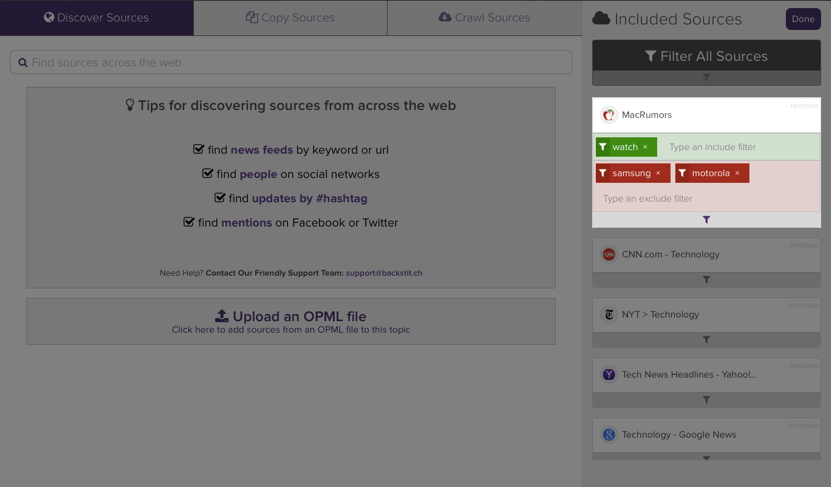 Discover Sources
Copy Sources
Crawl Sources
Find sources across the web
Tips for discovering sources from across the web
find news feeds by keyword or url
find people on social networks
find updates by #hashtag
find mentions on Facebook or Twitter
Need Help? Contact Our Friendly Support Team: support@backstit.ch
Upload an OPML file
Click here to add sources from an OPML file to this topic
Included Sources
Done
Filter All Sources
- remove
MacRumors
watch ×
Type an include filter
samsung ×
motorola ×
Type an exclude filter
- remove
CNN
CNN.com - Technology
- remove
NYT > Technology
- remove
Tech News Headlines - Yahoo!...
- remove
Technology - Google News